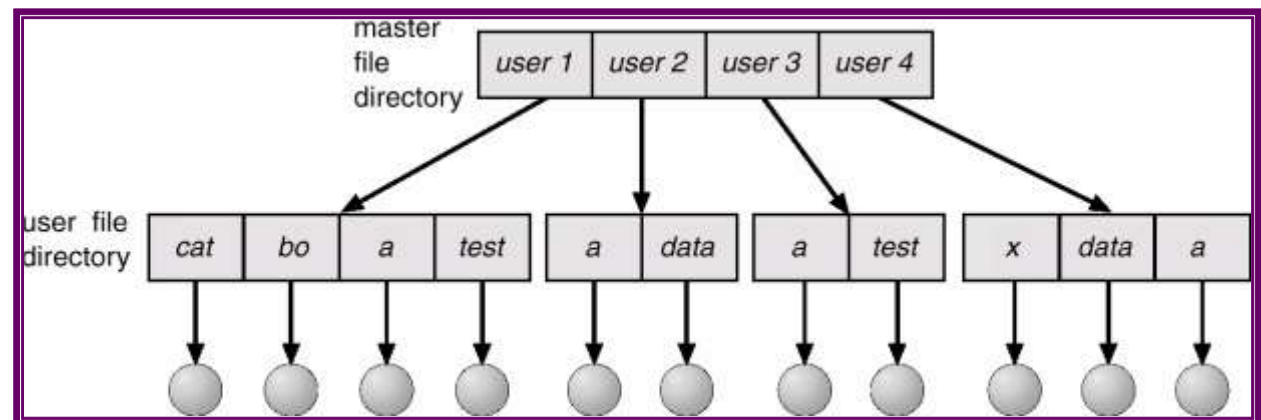 master
file
directory
user 1 user 2 user 3 user 4
user file
directory
cat bo a test a data a test x data a